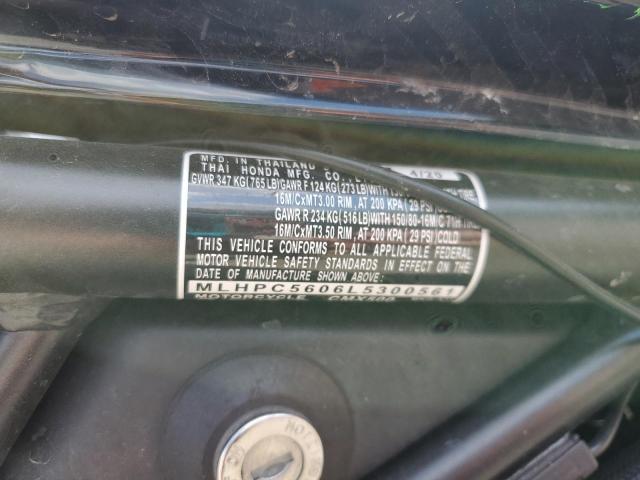 MFD. IN THAILAND 4/20
THAI HONDA MFG. CO.,
GVWR 347 KG(765 LB)GAWR F 124 KG(273 LB)WITH
16M/CxMT3.00 RIM, AT 200 KPA (29 PSI)
GAWR R 234 KG(516 LB)WITH 150/80-16M/C
16M/CxMT3.50 RIM, AT 200 KPA (29 PSI) COLD
THIS VEHICLE CONFORMS TO ALL APPLICABLE FEDERAL
MOTOR VEHICLE SAFETY STANDARDS IN EFFECT ON THE
DATE OF MANUFACTURE SHOWN ABOVE.
MLHPC5606L5300561
MOTORCYCLE CMX500